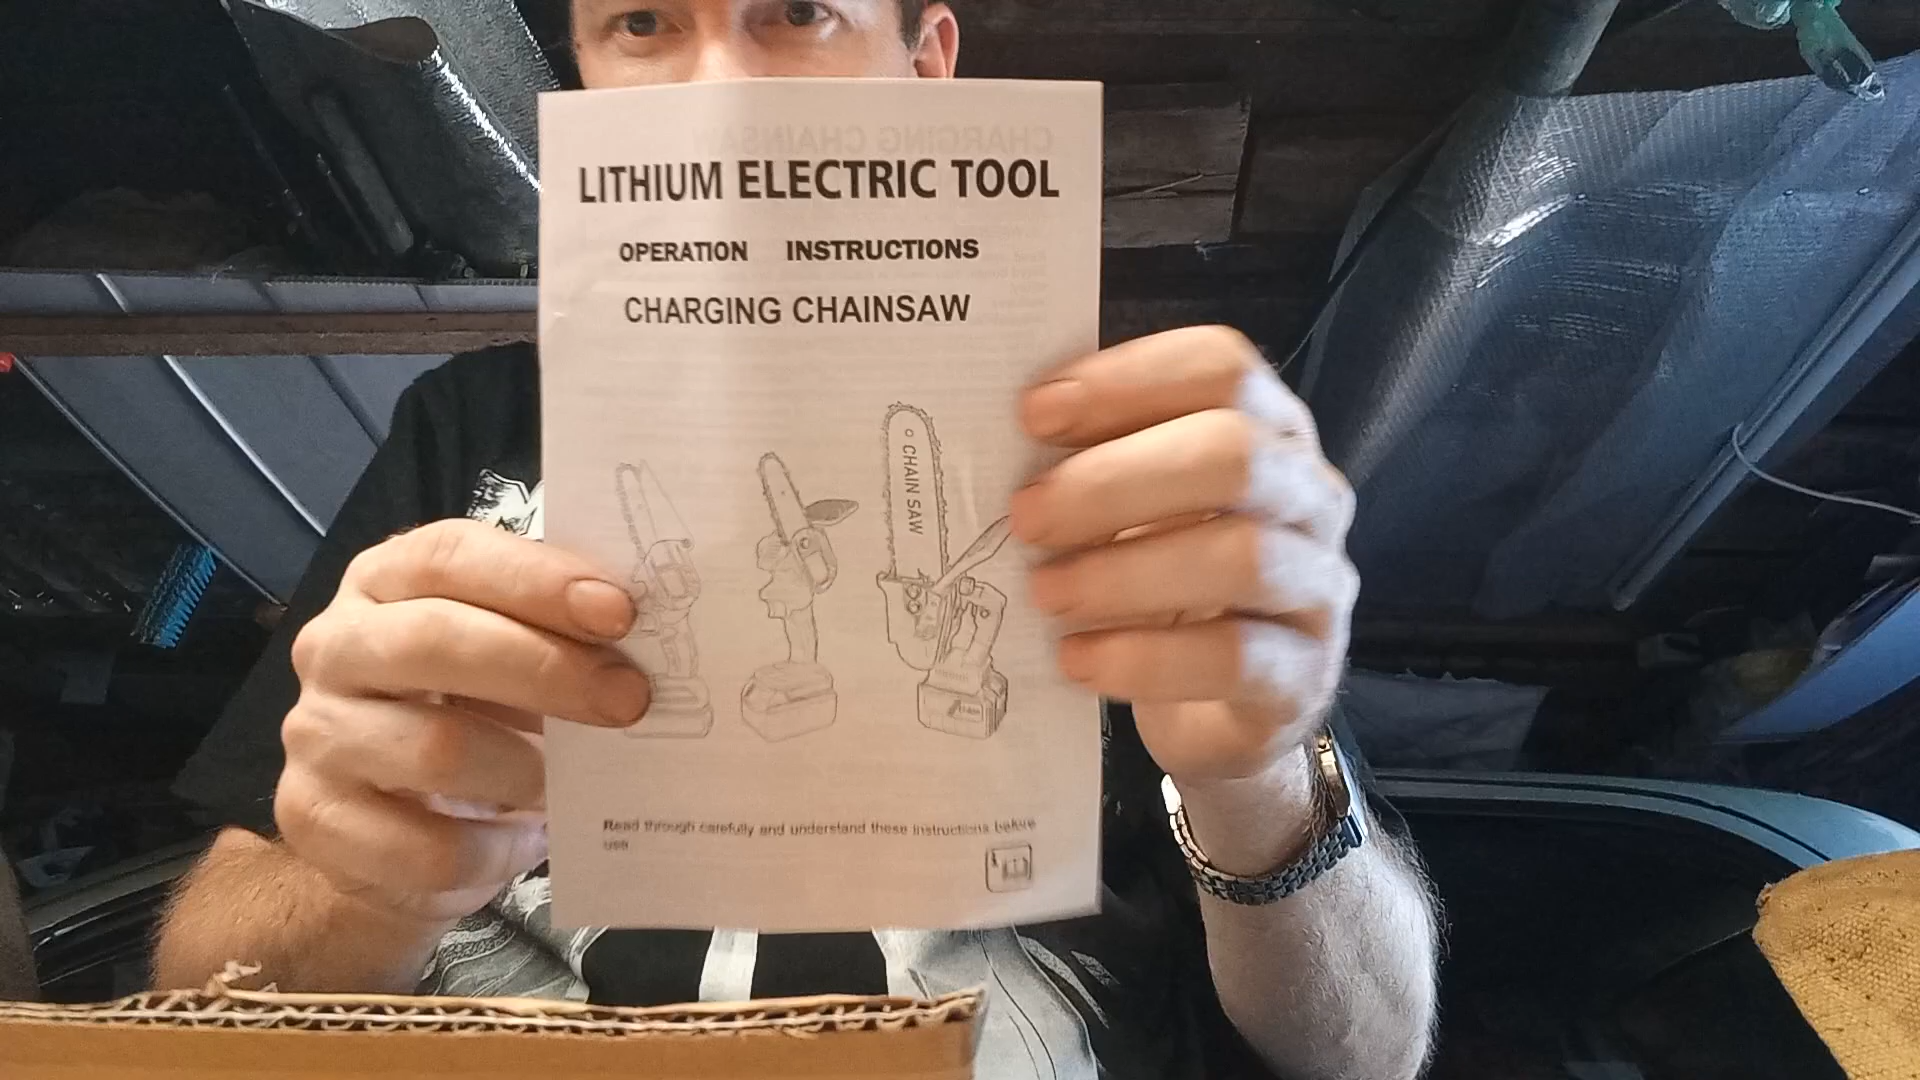 LITHIUM ELECTRIC TOOL
OPERATION INSTRUCTIONS
CHARGING CHAINSAW
CHAIN SAW
Read through carefully and understand these instructions before
use